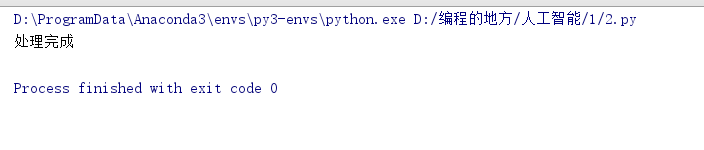 D:\ProgramData\Anaconda3\envs\py3-envs\python.exe D:/编程的地方/人工智能/1/2.py
处理完成
Process finished with exit code 0